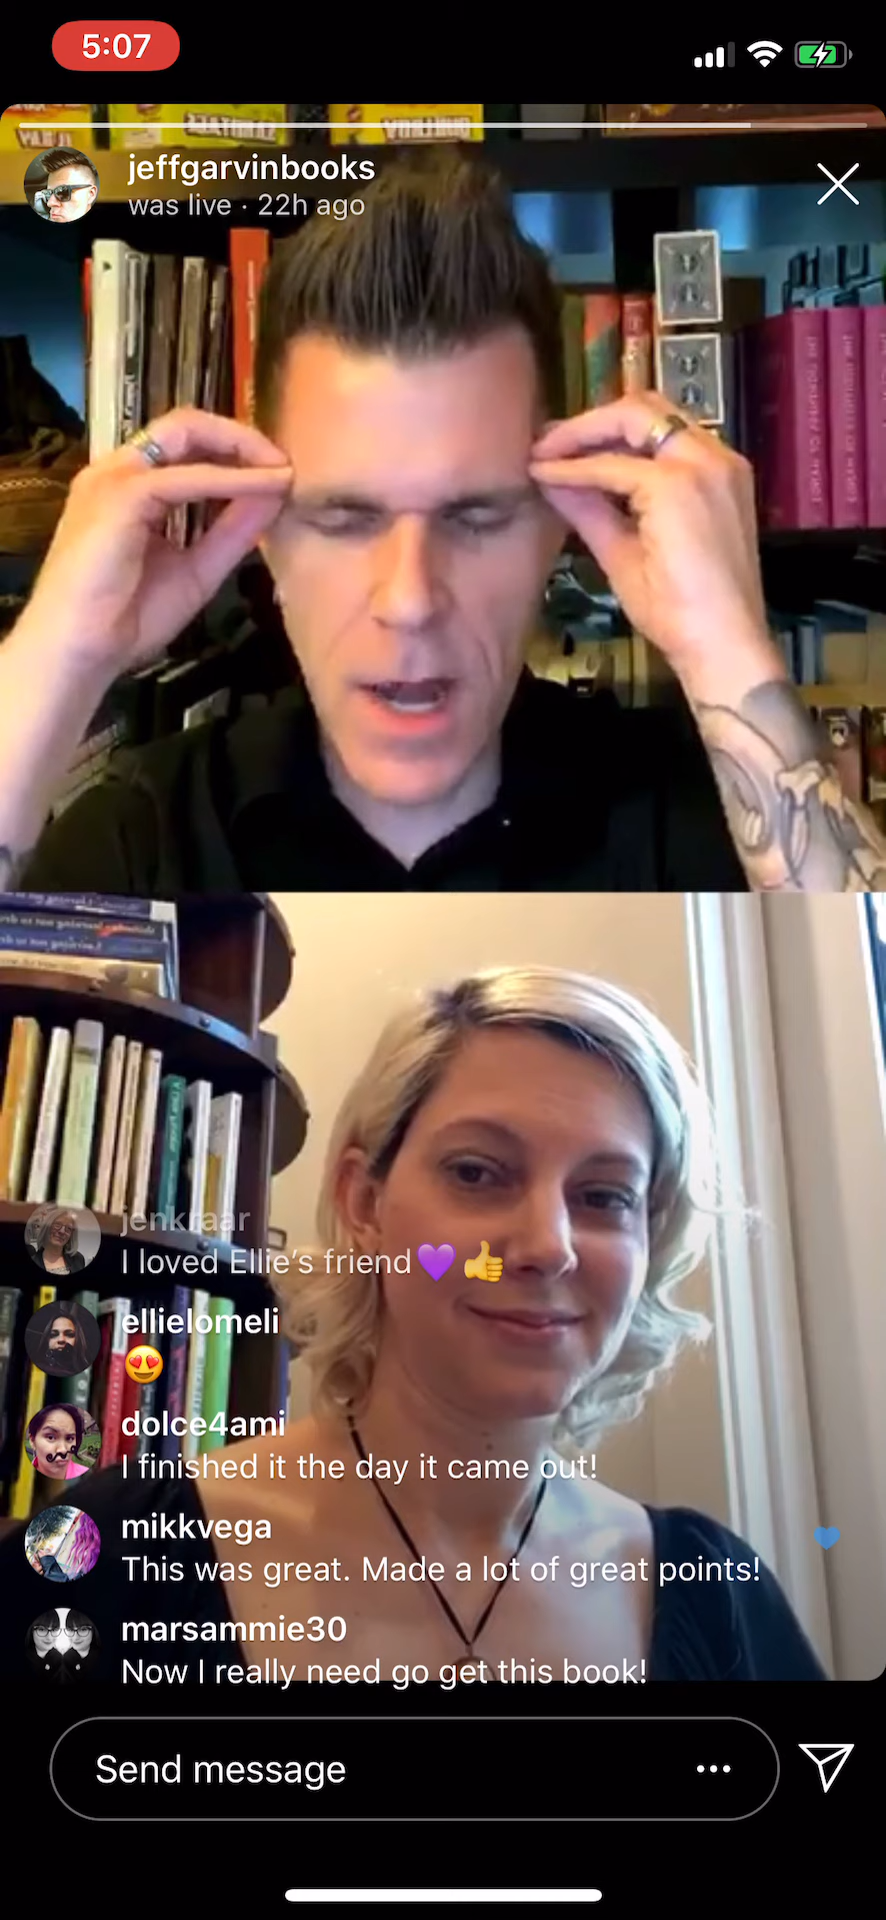 5:07
jeffgarvinbooks
was live · 22h ago
jenkraar
I loved Ellie's friend💜👍
ellielomeli
😍
dolce4ami
I finished it the day it came out!
mikkvega
This was great. Made a lot of great points!
marsammie30
Now I really need go get this book!
Send message